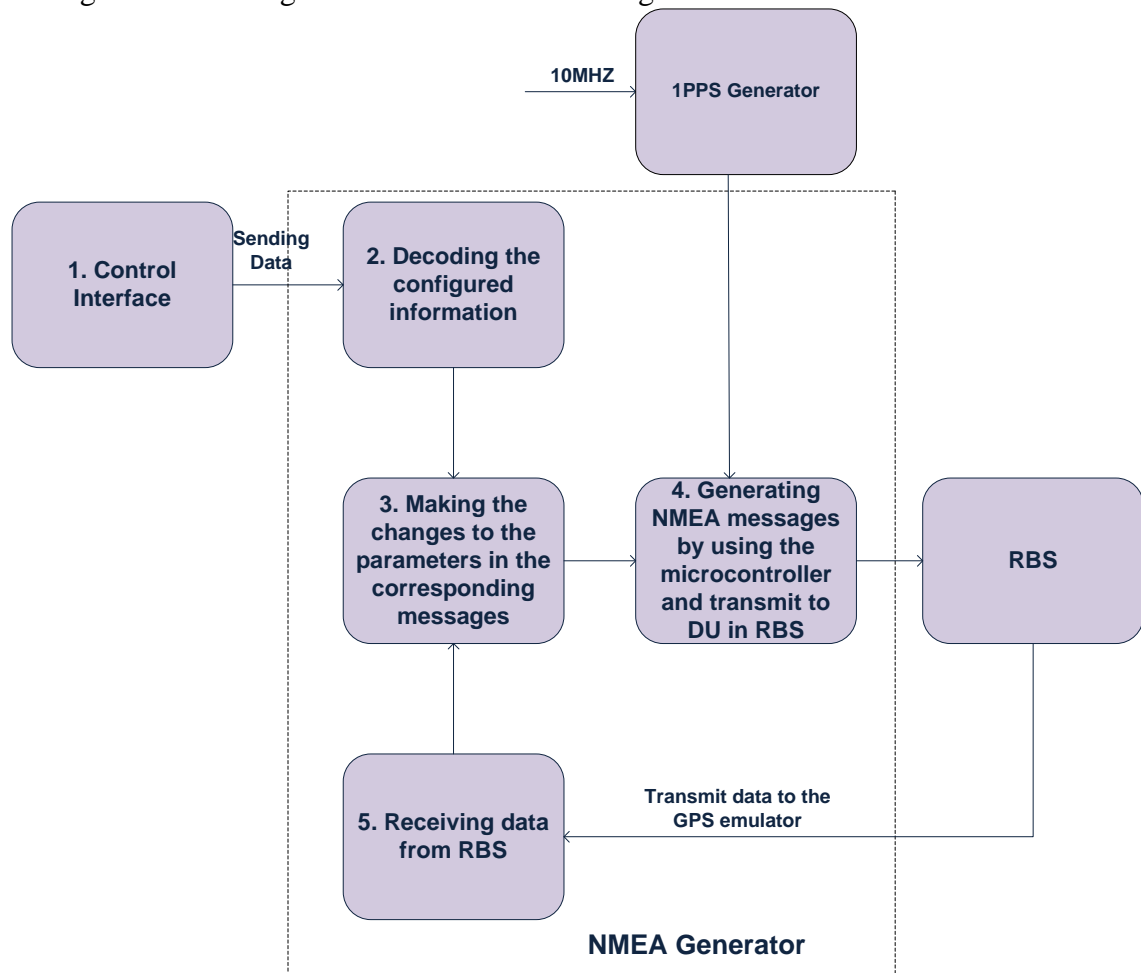 10MHZ
1PPS Generator
1. Control
Interface
Sending
Data
2. Decoding the
configured
information
3. Making the
changes to the
parameters in the
corresponding
messages
4. Generating
NMEA messages
by using the
microcontroller
and transmit to
DU in RBS
RBS
5. Receiving data
from RBS
Transmit data to the
GPS emulator
NMEA Generator